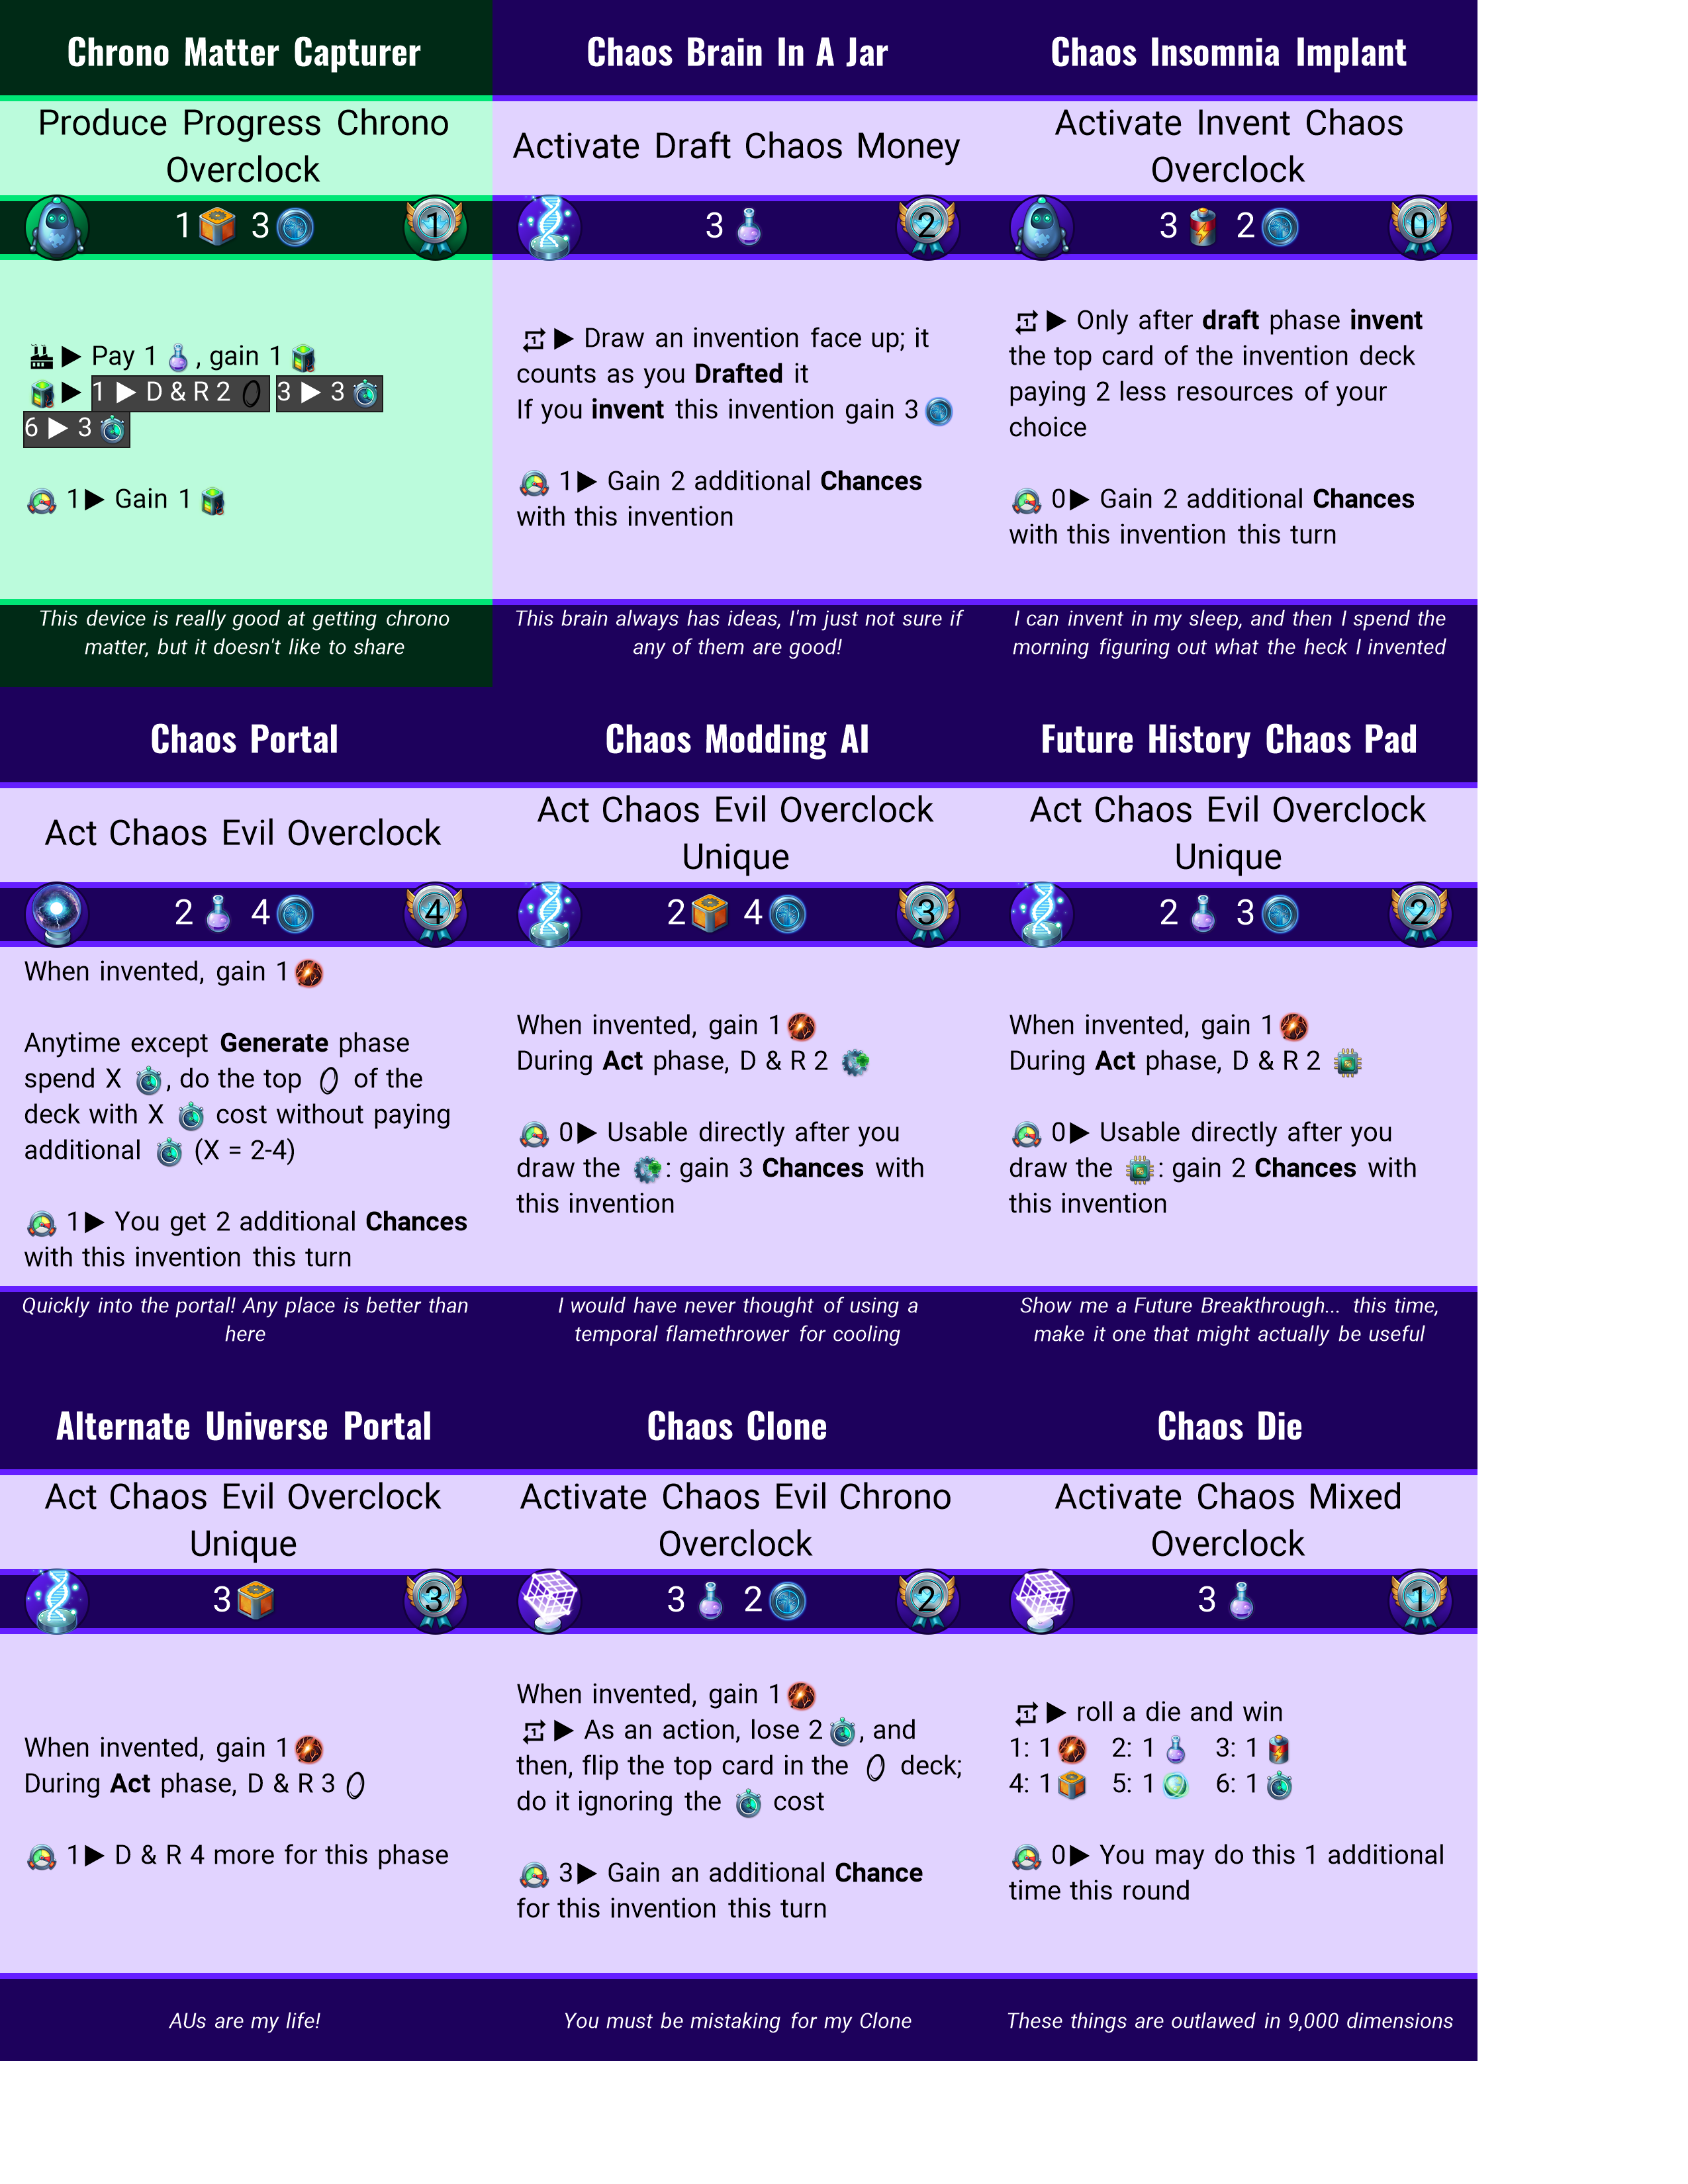 Chrono Matter Capturer
Produce Progress Chrono
Overclock
1 3 1
▶ Pay 1 , gain 1
▶ 1 ▶ D & R 2 3 ▶ 3
6 ▶ 3
1▶ Gain 1
This device is really good at getting chrono
matter, but it doesn't like to share
Chaos Brain In A Jar
Activate Draft Chaos Money
3 2
1 ▶ Draw an invention face up; it
counts as you Drafted it
If you invent this invention gain 3
1▶ Gain 2 additional Chances
with this invention
This brain always has ideas, I'm just not sure if
any of them are good!
Chaos Insomnia Implant
Activate Invent Chaos
Overclock
3 2 0
1 ▶ Only after draft phase invent
the top card of the invention deck
paying 2 less resources of your
choice
0▶ Gain 2 additional Chances
with this invention this turn
I can invent in my sleep, and then I spend the
morning figuring out what the heck I invented
Chaos Portal
Act Chaos Evil Overclock
2 4 4
When invented, gain 1
Anytime except Generate phase
spend X , do the top of the
deck with X cost without paying
additional (X = 2-4)
1▶ You get 2 additional Chances
with this invention this turn
Quickly into the portal! Any place is better than
here
Chaos Modding AI
Act Chaos Evil Overclock
Unique
2 4 3
When invented, gain 1
During Act phase, D & R 2
0▶ Usable directly after you
draw the : gain 3 Chances with
this invention
I would have never thought of using a
temporal flamethrower for cooling
Future History Chaos Pad
Act Chaos Evil Overclock
Unique
2 3 2
When invented, gain 1
During Act phase, D & R 2
0▶ Usable directly after you
draw the : gain 2 Chances with
this invention
Show me a Future Breakthrough... this time,
make it one that might actually be useful
Alternate Universe Portal
Act Chaos Evil Overclock
Unique
3 3
When invented, gain 1
During Act phase, D & R 3
1▶ D & R 4 more for this phase
AUs are my life!
Chaos Clone
Activate Chaos Evil Chrono
Overclock
3 2 2
When invented, gain 1
1 ▶ As an action, lose 2 , and
then, flip the top card in the deck;
do it ignoring the cost
3▶ Gain an additional Chance
for this invention this turn
You must be mistaking for my Clone
Chaos Die
Activate Chaos Mixed
Overclock
3 1
1 ▶ roll a die and win
1: 1 2: 1 3: 1
4: 1 5: 1 6: 1
0▶ You may do this 1 additional
time this round
These things are outlawed in 9,000 dimensions